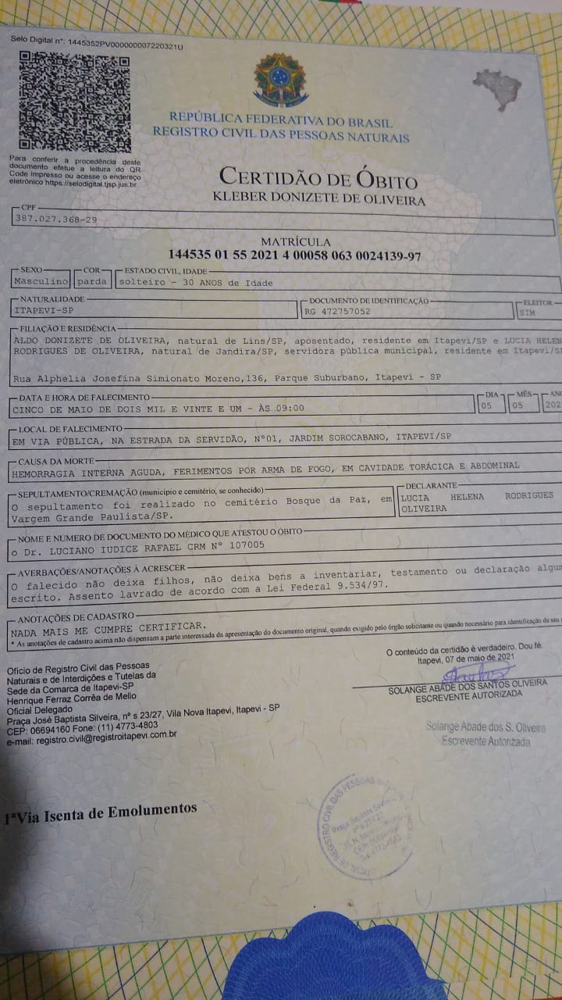 Selo Digital nº: 1445352PV000000007220321U
REPÚBLICA FEDERATIVA DO BRASIL
REGISTRO CIVIL DAS PESSOAS NATURAIS
Para conferir a procedência deste
documento efetue a leitura do QR
Code impresso ou acesse o endereço
eletrônico https://selodigital.tjsp.jus.br
CERTIDÃO DE ÓBITO
KLEBER DONIZETE DE OLIVEIRA
CPF
387.027.368-29
MATRÍCULA
144535 01 55 2021 4 00058 063 0024139-97
SEXO COR ESTADO CIVIL, IDADE
Masculino parda solteiro - 30 ANOS de Idade
NATURALIDADE DOCUMENTO DE IDENTIFICAÇÃO ELEITOR
ITAPEVI-SP RG 472757052 SIM
FILIAÇÃO E RESIDÊNCIA
ALDO DONIZETE DE OLIVEIRA, natural de Lins/SP, aposentado, residente em Itapevi/SP e LUCIA HELEN
RODRIGUES DE OLIVEIRA, natural de Jandira/SP, servidora pública municipal, residente em Itapevi/S
Rua Alphelia Josefina Simionato Moreno,136, Parque Suburbano, Itapevi - SP
DATA E HORA DE FALECIMENTO DIA MÊS AN
CINCO DE MAIO DE DOIS MIL E VINTE E UM - ÀS 09:00 05 05 202
LOCAL DE FALECIMENTO
EM VIA PÚBLICA, NA ESTRADA DA SERVIDÃO, N°01, JARDIM SOROCABANO, ITAPEVI/SP
CAUSA DA MORTE
HEMORRAGIA INTERNA AGUDA, FERIMENTOS POR ARMA DE FOGO, EM CAVIDADE TORÁCICA E ABDOMINAL
SEPULTAMENTO/CREMAÇÃO (município e cemitério, se conhecido) DECLARANTE
O sepultamento foi realizado no cemitério Bosque da Paz, em LUCIA HELENA RODRIGUES
Vargem Grande Paulista/SP. OLIVEIRA
NOME E NUMERO DE DOCUMENTO DO MÉDICO QUE ATESTOU O ÓBITO
o Dr. LUCIANO IUDICE RAFAEL CRM N° 107005
AVERBAÇÕES/ANOTAÇÕES À ACRESCER
O falecido não deixa filhos, não deixa bens a inventariar, testamento ou declaração algum
escrito. Assento lavrado de acordo com a Lei Federal 9.534/97.
ANOTAÇÕES DE CADASTRO
NADA MAIS ME CUMPRE CERTIFICAR.
* As anotações de cadastro acima não dispensam a parte interessada da apresentação do documento original, quando exigido pelo órgão solicitante ou quando necessário para identificação de seu
O conteúdo da certidão é verdadeiro. Dou fé.
Itapevi, 07 de maio de 2021
SOLANGE ABADE DOS SANTOS OLIVEIRA
ESCREVENTE AUTORIZADA
Solange Abade dos S. Oliveira
Escrevente Autorizada
Oficio de Registro Civil das Pessoas
Naturais e de Interdições e Tutelas da
Sede da Comarca de Itapevi-SP
Henrique Ferraz Corrêa de Mello
Oficial Delegado
Praça José Baptista Silveira, nº s 23/27, Vila Nova Itapevi, Itapevi - SP
CEP: 06694160 Fone: (11) 4773-4803
e-mail: registro.civil@registroitapevi.com.br
1ªVia Isenta de Emolumentos
OFICIAL DE REGISTRO CIVIL DAS PESSOAS